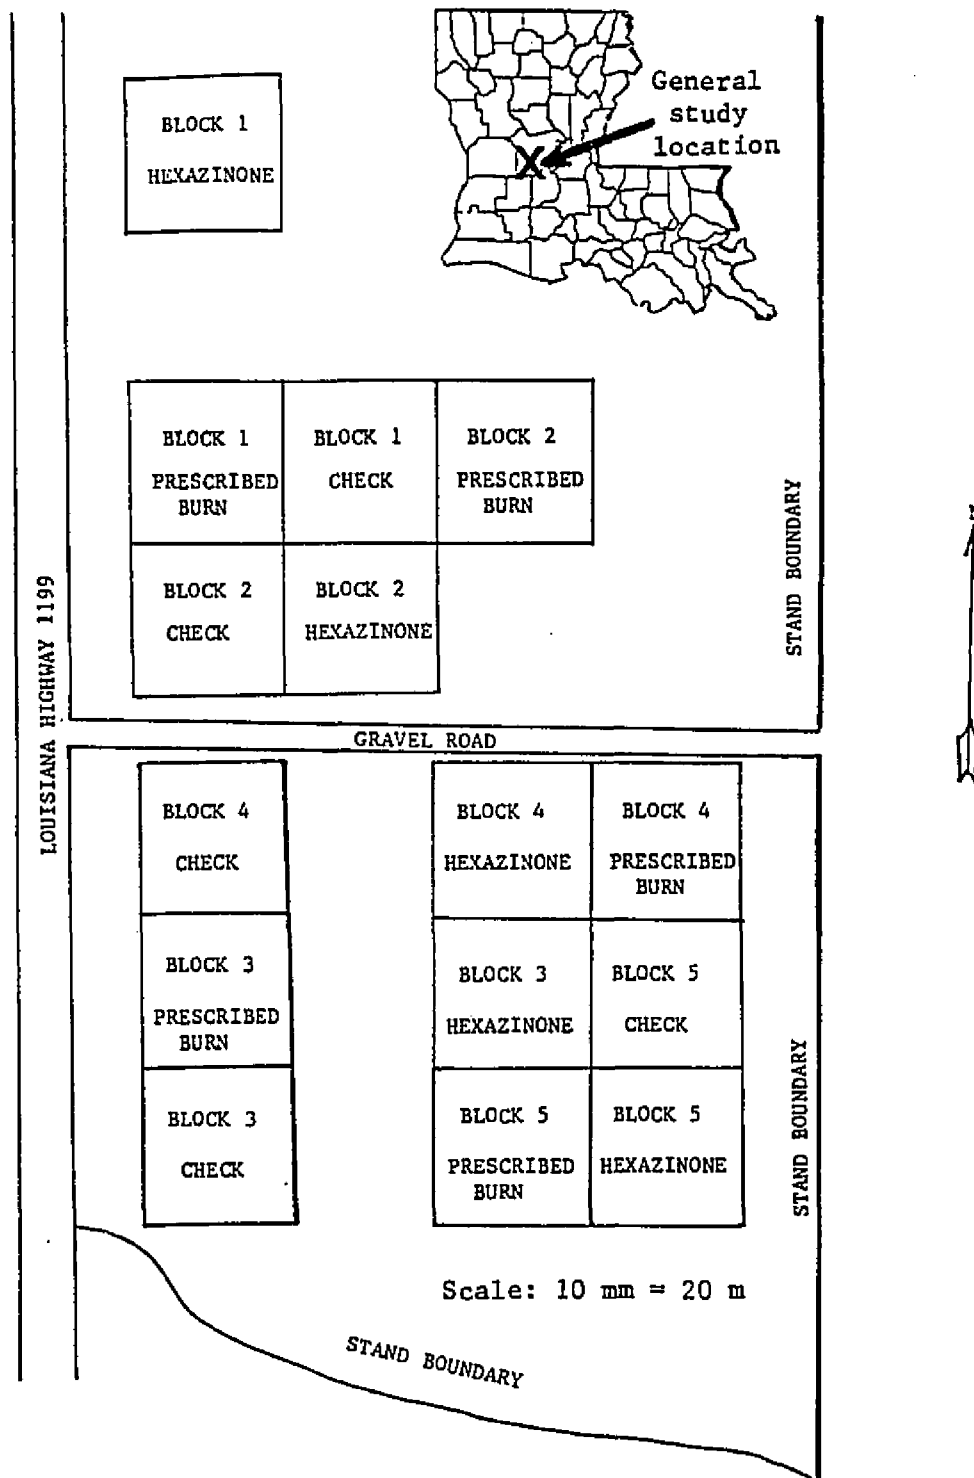 General
study
location
BLOCK 1
HEXAZINONE
BLOCK 1
PRESCRIBED
BURN
BLOCK 1
CHECK
BLOCK 2
PRESCRIBED
BURN
BLOCK 2
CHECK
BLOCK 2
HEXAZINONE
STAND BOUNDARY
LOUISIANA HIGHWAY 1199
GRAVEL ROAD
BLOCK 4
CHECK
BLOCK 4
HEXAZINONE
BLOCK 4
PRESCRIBED
BURN
BLOCK 3
PRESCRIBED
BURN
BLOCK 3
HEXAZINONE
BLOCK 5
CHECK
BLOCK 3
CHECK
BLOCK 5
PRESCRIBED
BURN
BLOCK 5
HEXAZINONE
STAND BOUNDARY
Scale: 10 mm = 20 m
STAND BOUNDARY